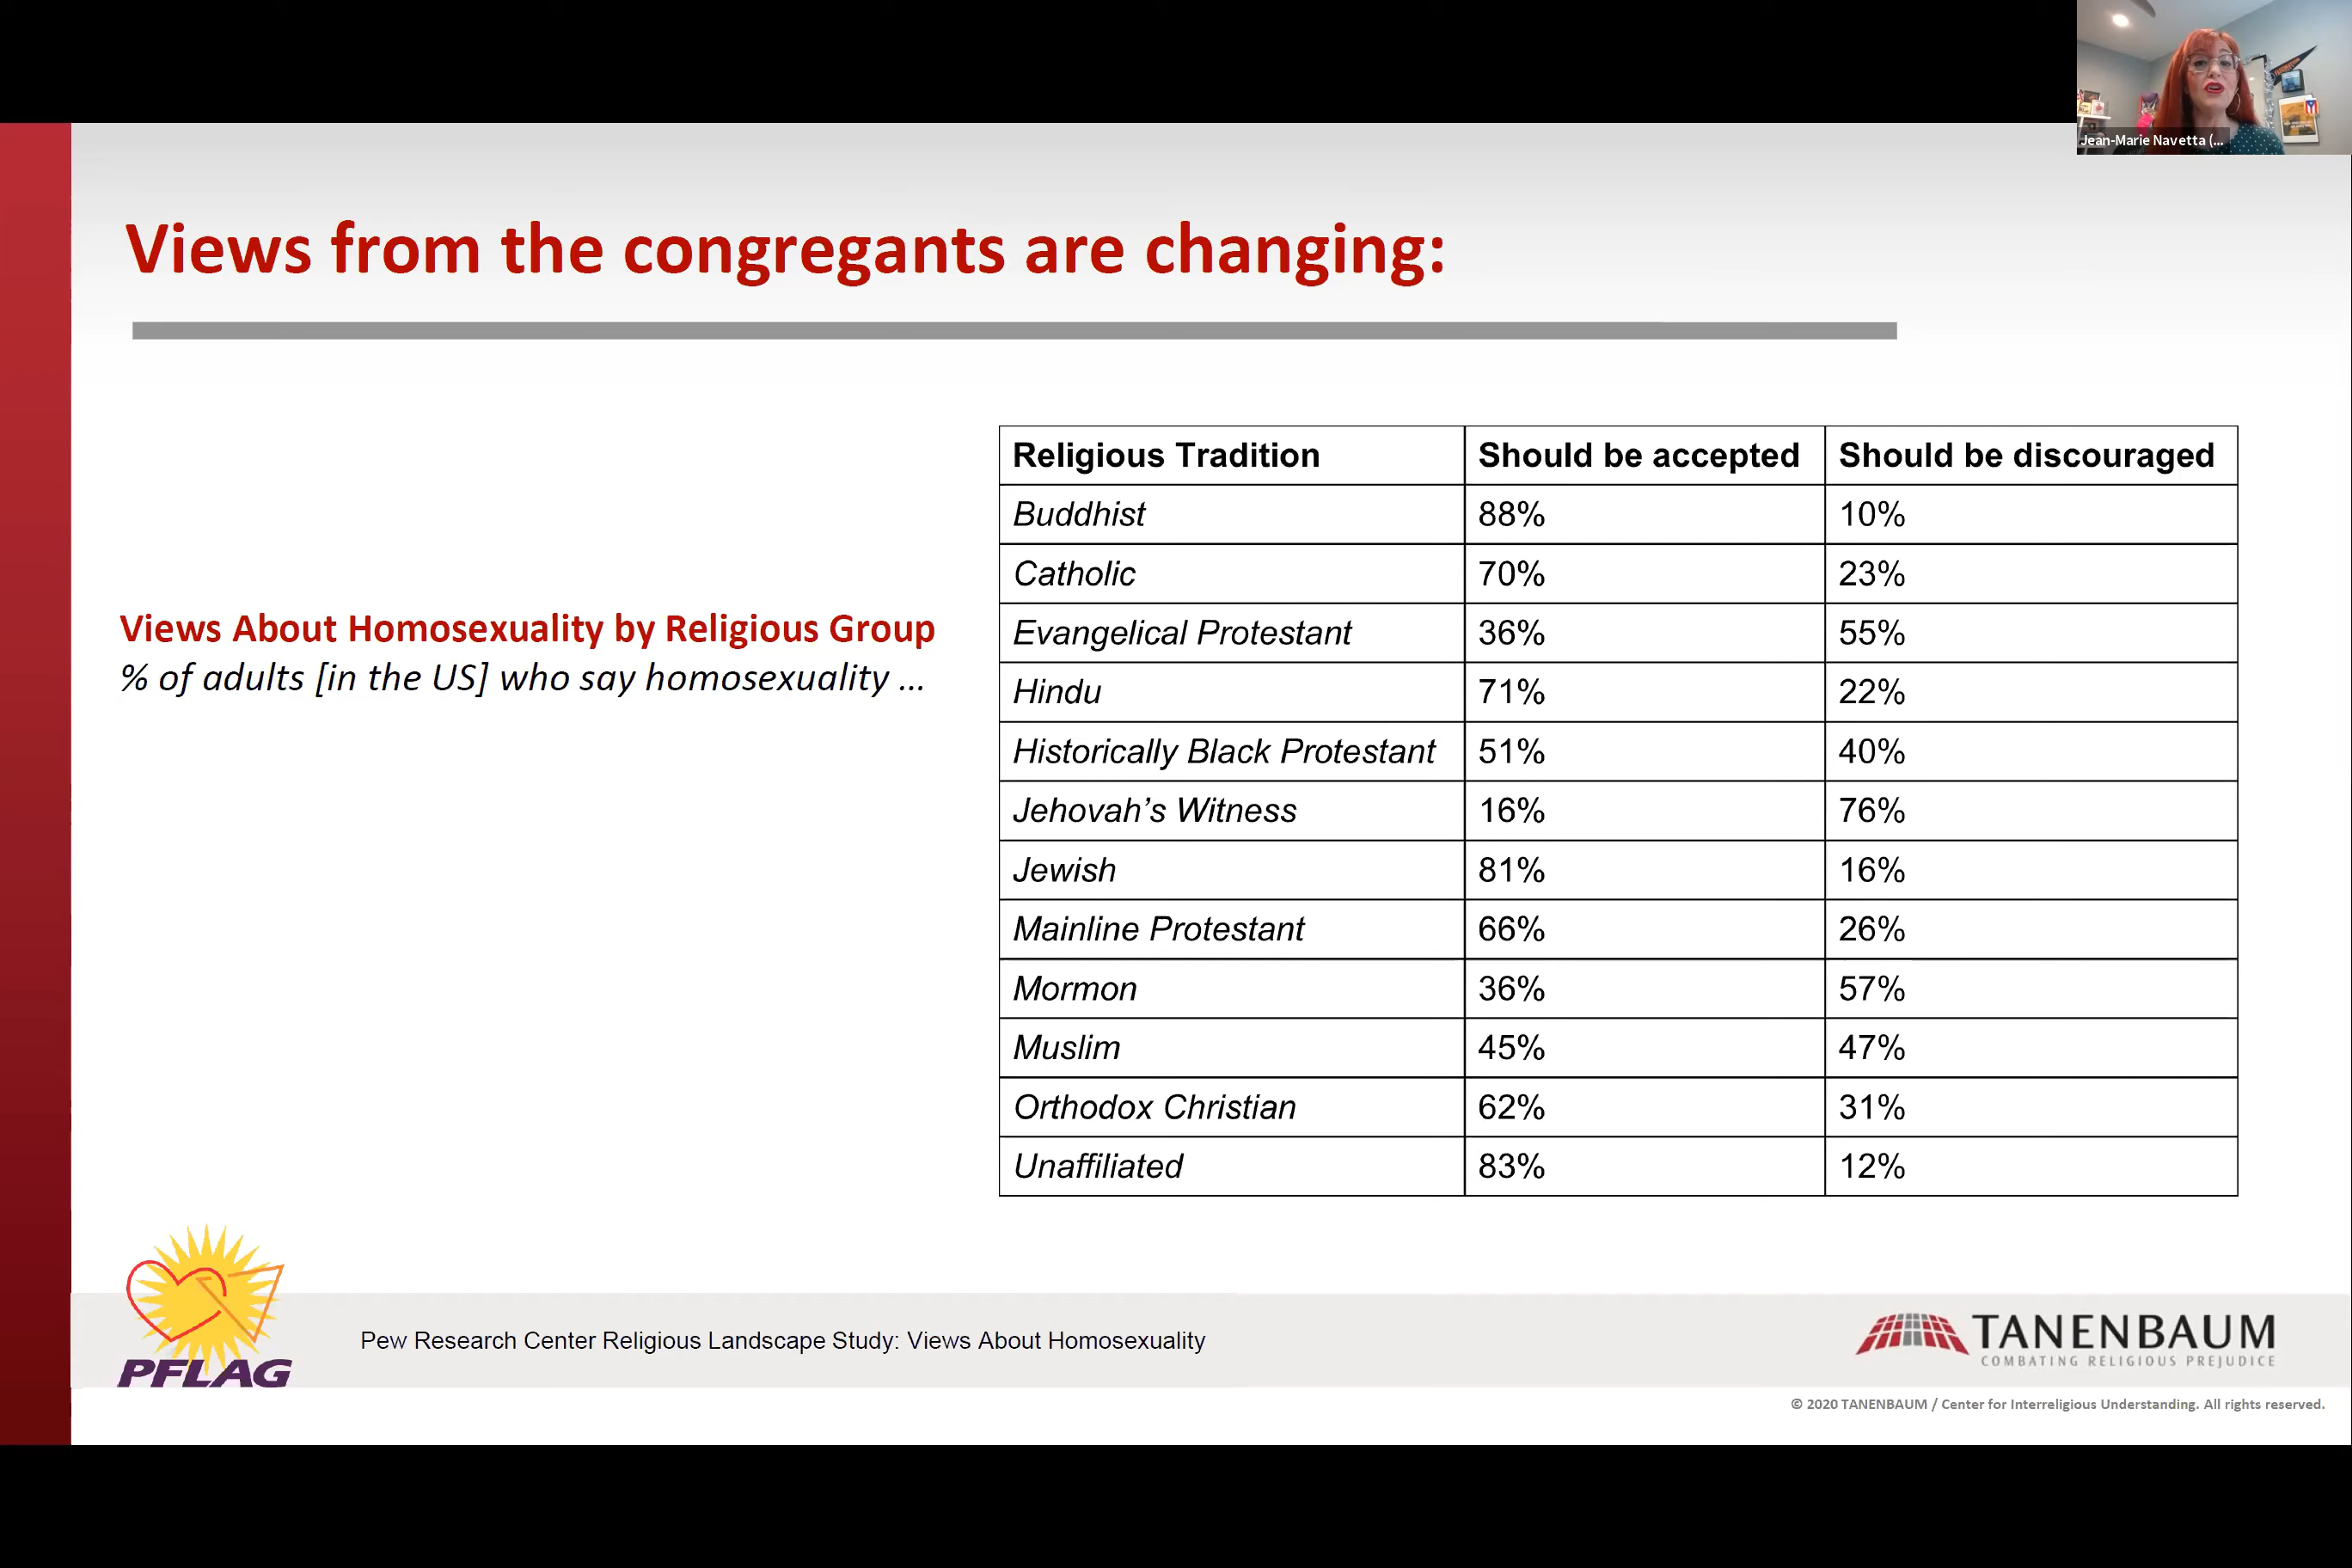 Jean-Marie Navetta (...
Views from the congregants are changing:
Views About Homosexuality by Religious Group
% of adults [in the US] who say homosexuality ...
Religious Tradition Should be accepted Should be discouraged
Buddhist 88% 10%
Catholic 70% 23%
Evangelical Protestant 36% 55%
Hindu 71% 22%
Historically Black Protestant 51% 40%
Jehovah’s Witness 16% 76%
Jewish 81% 16%
Mainline Protestant 66% 26%
Mormon 36% 57%
Muslim 45% 47%
Orthodox Christian 62% 31%
Unaffiliated 83% 12%
PFLAG
Pew Research Center Religious Landscape Study: Views About Homosexuality
TANENBAUM
COMBATING RELIGIOUS PREJUDICE
© 2020 TANENBAUM / Center for Interreligious Understanding. All rights reserved.